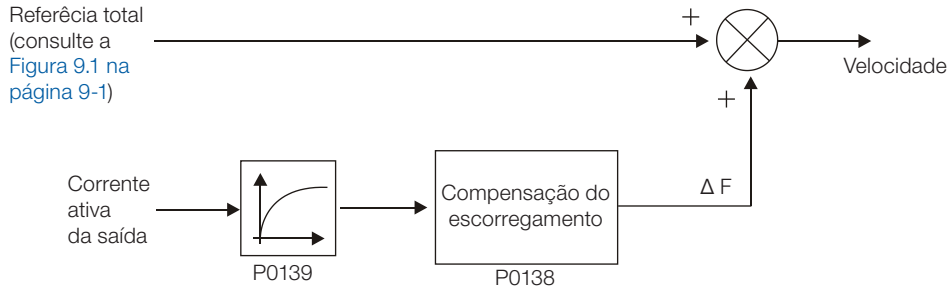 Referêcia total
(consulte a
Figura 9.1 na
página 9-1)
+
Velocidade
+
Corrente
ativa
da saída
P0139
Compensação do
escorregamento
P0138
Δ F